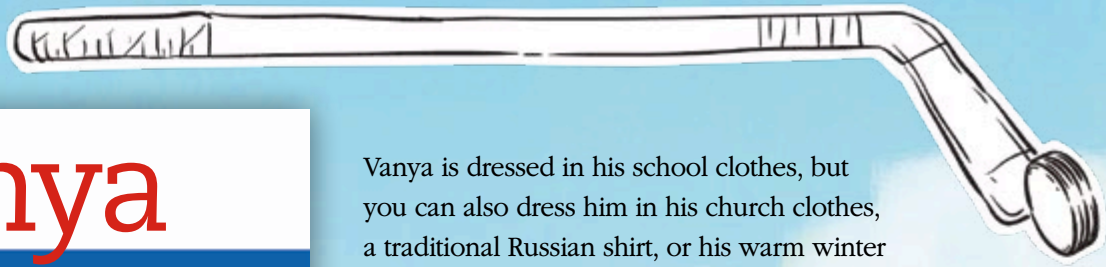 nya
Vanya is dressed in his school clothes, but
you can also dress him in his church clothes,
a traditional Russian shirt, or his warm winter